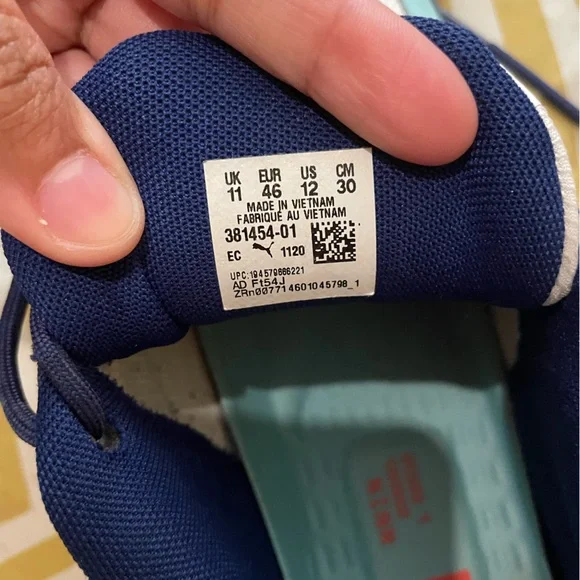 UK EUR US CM
11 46 12 30
MADE IN VIETNAM
FABRIQUÉ AU VIETNAM
381454-01
EC 1120
UPC:194579866221
AD Ft54J
ZRn007714601045798_1